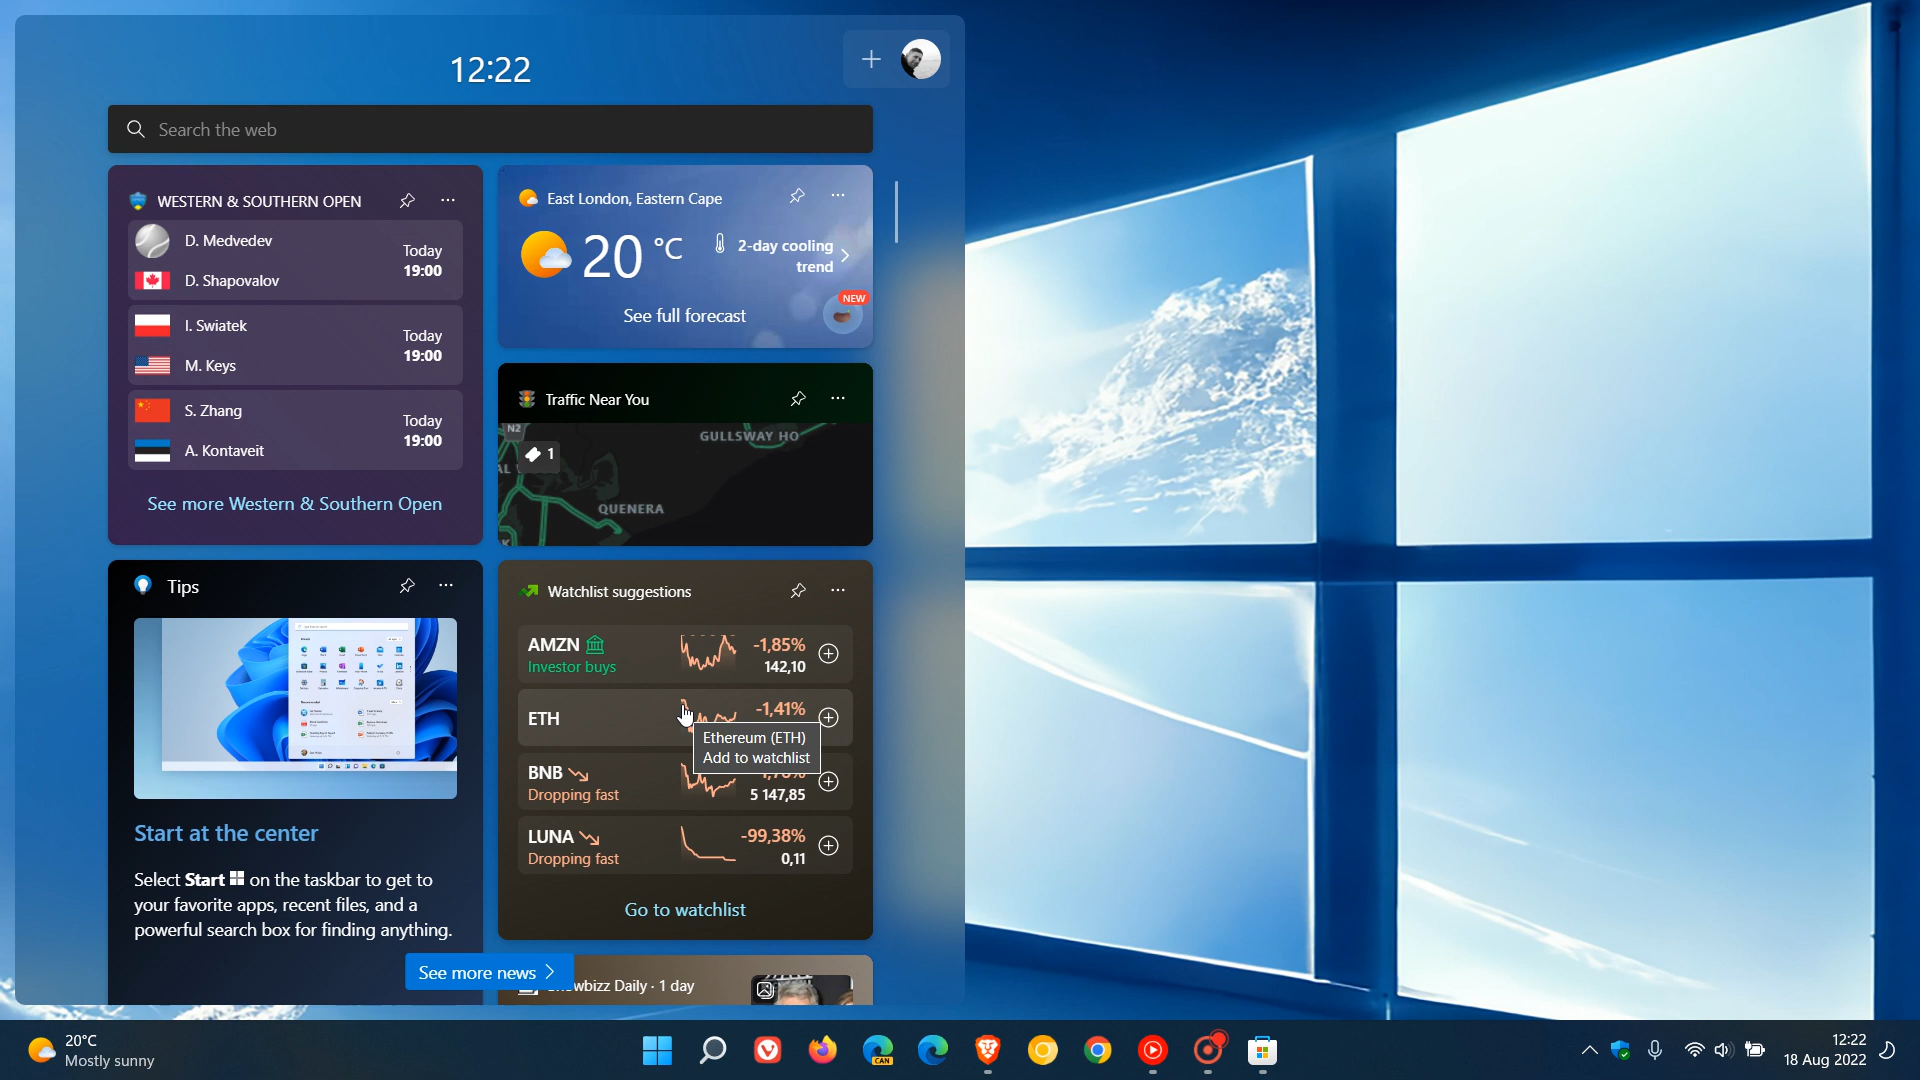 12:22
Search the web
WESTERN & SOUTHERN OPEN
D. Medvedev
D. Shapovalov
Today
19:00
I. Swiatek
M. Keys
Today
19:00
S. Zhang
A. Kontaveit
Today
19:00
See more Western & Southern Open
East London, Eastern Cape
20 °C
2-day cooling
trend
See full forecast
NEW
Traffic Near You
N2
GULLSWAY HO
1
QUENERA
Tips
Start at the center
Select Start on the taskbar to get to
your favorite apps, recent files, and a
powerful search box for finding anything.
Watchlist suggestions
AMZN
Investor buys
-1,85%
142,10
ETH
-1,41%
Ethereum (ETH)
Add to watchlist
BNB
Dropping fast
5 147,85
LUNA
Dropping fast
-99,38%
0,11
Go to watchlist
See more news
Daily · 1 day
20°C
Mostly sunny
CAN
12:22
18 Aug 2022